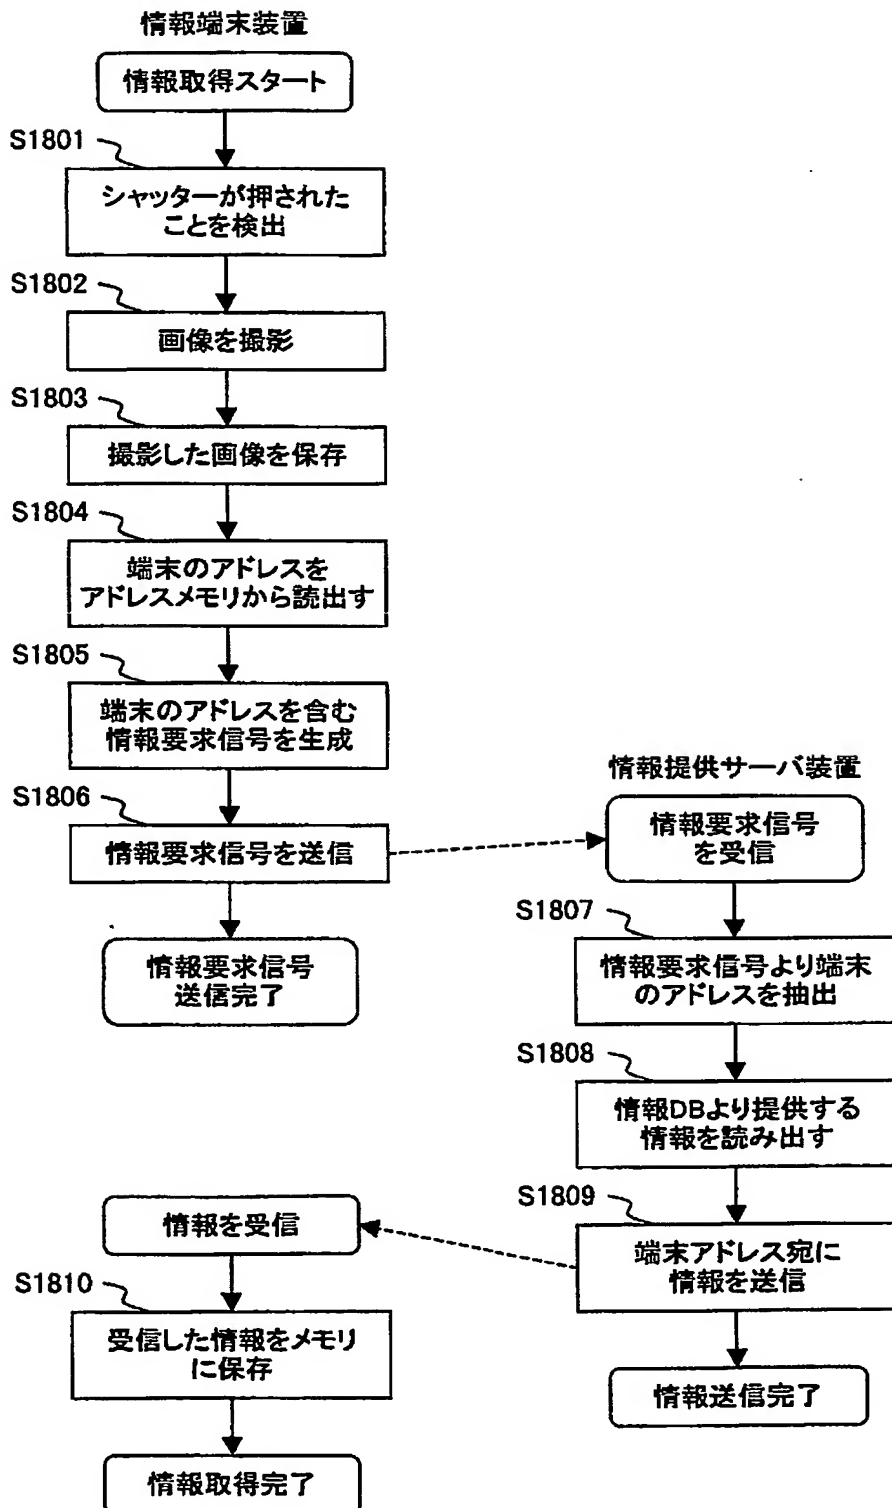 情報端末装置
情報取得スタート
S1801
シャッターが押された
ことを検出
S1802
画像を撮影
S1803
撮影した画像を保存
S1804
端末のアドレスを
アドレスメモリから読出す
S1805
端末のアドレスを含む
情報要求信号を生成
S1806
情報要求信号を送信
情報要求信号
送信完了
情報提供サーバ装置
情報要求信号
を受信
S1807
情報要求信号より端末
のアドレスを抽出
S1808
情報DBより提供する
情報を読み出す
S1809
端末アドレス宛に
情報を送信
情報送信完了
情報を受信
S1810
受信した情報をメモリ
に保存
情報取得完了